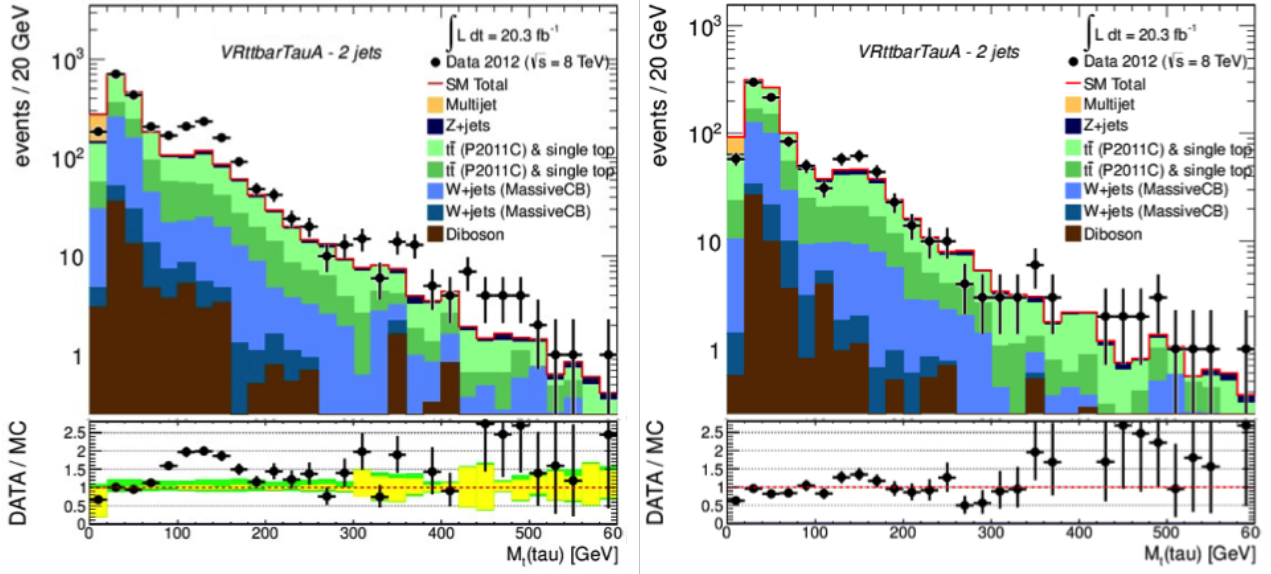 events / 20 GeV
VRttbarTauA - 2 jets
∫ L dt = 20.3 fb⁻¹
Data 2012 (√s = 8 TeV)
SM Total
Multijet
Z+jets
tt̄ (P2011C) & single top
tt̄ (P2011C) & single top
W+jets (MassiveCB)
W+jets (MassiveCB)
Diboson
10³
10²
10
1
DATA / MC
2.5
2
1.5
1
0.5
0
0 100 200 300 400 500 60
Mt(tau) [GeV]
events / 20 GeV
VRttbarTauA - 2 jets
∫ L dt = 20.3 fb⁻¹
Data 2012 (√s = 8 TeV)
SM Total
Multijet
Z+jets
tt̄ (P2011C) & single top
tt̄ (P2011C) & single top
W+jets (MassiveCB)
W+jets (MassiveCB)
Diboson
10³
10²
10
1
DATA / MC
2.5
2
1.5
1
0.5
0
0 100 200 300 400 500 60
Mt(tau) [GeV]